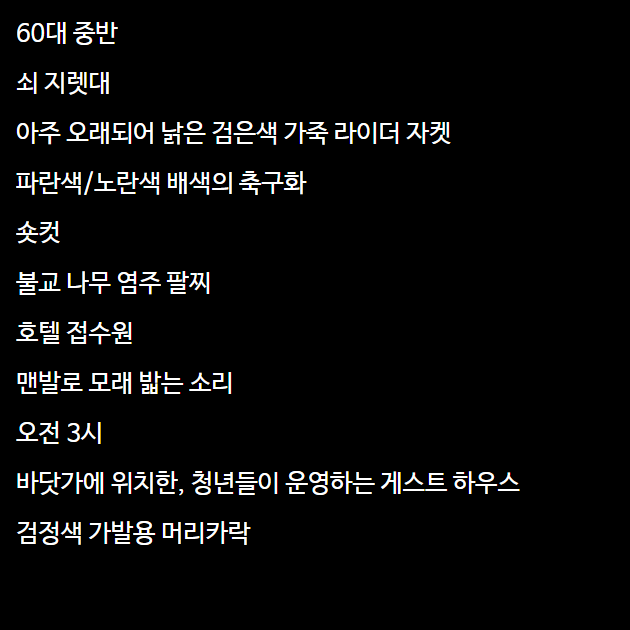 60대 중반
쇠 지렛대
아주 오래되어 낡은 검은색 가죽 라이더 자켓
파란색/노란색 배색의 축구화
숏컷
불교 나무 염주 팔찌
호텔 접수원
맨발로 모래 밟는 소리
오전 3시
바닷가에 위치한, 청년들이 운영하는 게스트 하우스
검정색 가발용 머리카락